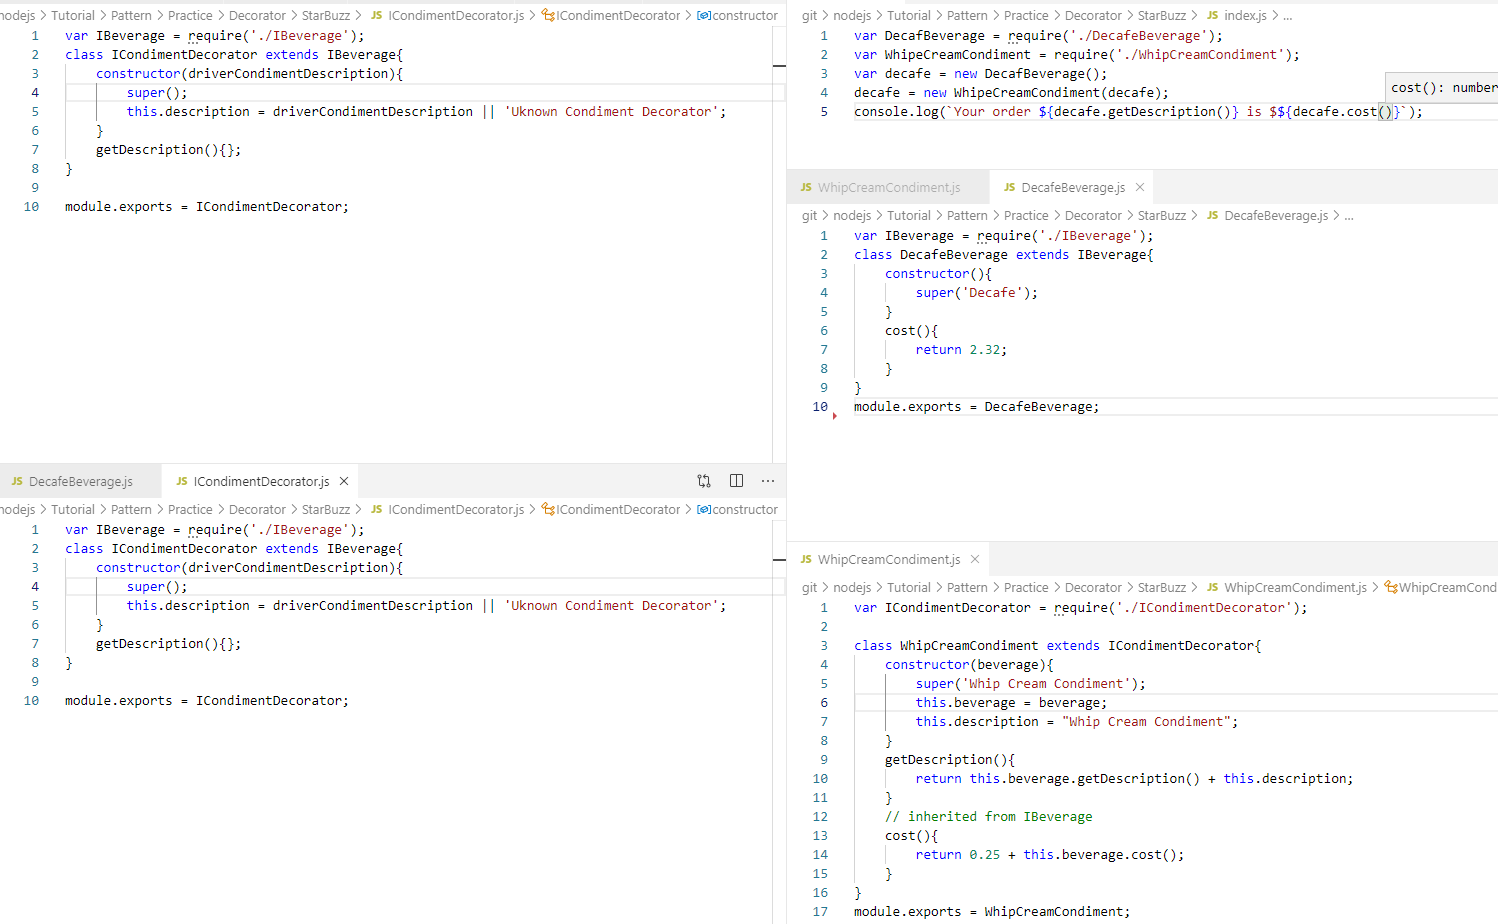 nodejs > Tutorial > Pattern > Practice > Decorator > StarBuzz > JS ICondimentDecorator.js > ICondimentDecorator > constructor
1 var IBeverage = require('./IBeverage');
2 class ICondimentDecorator extends IBeverage{
3 constructor(driverCondimentDescription){
4 super();
5 this.description = driverCondimentDescription || 'Uknown Condiment Decorator';
6 }
7 getDescription(){};
8 }
9
10 module.exports = ICondimentDecorator;
JS DecafeBeverage.js JS ICondimentDecorator.js
nodejs > Tutorial > Pattern > Practice > Decorator > StarBuzz > JS ICondimentDecorator.js > ICondimentDecorator > constructor
1 var IBeverage = require('./IBeverage');
2 class ICondimentDecorator extends IBeverage{
3 constructor(driverCondimentDescription){
4 super();
5 this.description = driverCondimentDescription || 'Uknown Condiment Decorator';
6 }
7 getDescription(){};
8 }
9
10 module.exports = ICondimentDecorator;
git > nodejs > Tutorial > Pattern > Practice > Decorator > StarBuzz > JS index.js > ...
1 var DecafBeverage = require('./DecafeBeverage');
2 var WhipeCreamCondiment = require('./WhipCreamCondiment');
3 var decafe = new DecafBeverage();
cost(): number
4 decafe = new WhipeCreamCondiment(decafe);
5 console.log(`Your order ${decafe.getDescription()} is $${decafe.cost()}`);
JS WhipCreamCondiment.js JS DecafeBeverage.js
git > nodejs > Tutorial > Pattern > Practice > Decorator > StarBuzz > JS DecafeBeverage.js > ...
1 var IBeverage = require('./IBeverage');
2 class DecafeBeverage extends IBeverage{
3 constructor(){
4 super('Decafe');
5 }
6 cost(){
7 return 2.32;
8 }
9 }
10 module.exports = DecafeBeverage;
JS WhipCreamCondiment.js
git > nodejs > Tutorial > Pattern > Practice > Decorator > StarBuzz > JS WhipCreamCondiment.js > WhipCreamCond
1 var ICondimentDecorator = require('./ICondimentDecorator');
2
3 class WhipCreamCondiment extends ICondimentDecorator{
4 constructor(beverage){
5 super('Whip Cream Condiment');
6 this.beverage = beverage;
7 this.description = "Whip Cream Condiment";
8 }
9 getDescription(){
10 return this.beverage.getDescription() + this.description;
11 }
12 // inherited from IBeverage
13 cost(){
14 return 0.25 + this.beverage.cost();
15 }
16 }
17 module.exports = WhipCreamCondiment;